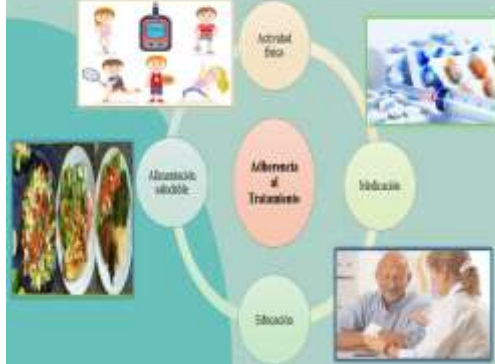 Actividad
física
Adherencia
al
Tratamiento
Alimentación
saludable
Medicación
Educación